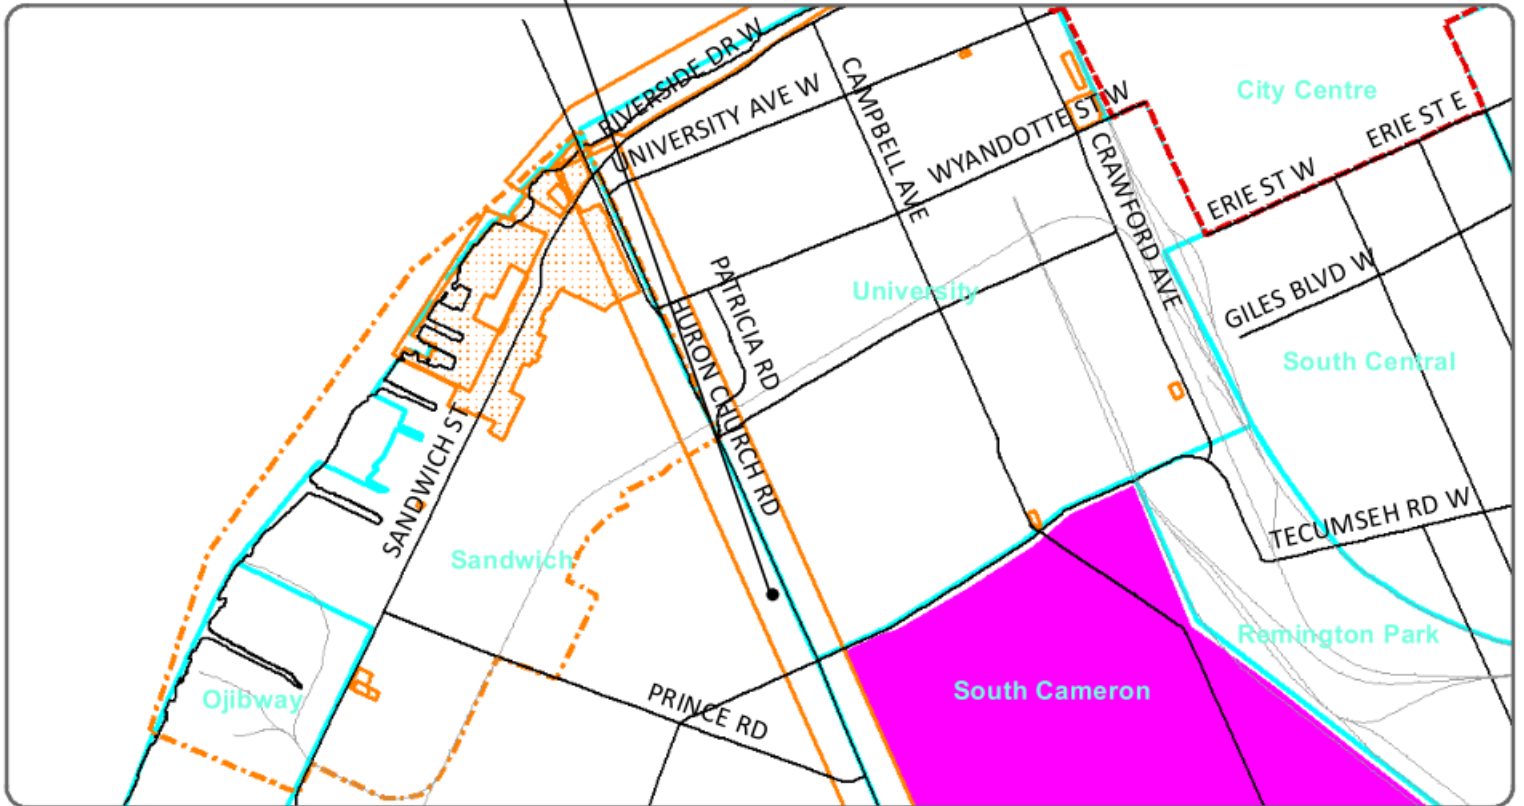 RIVERSIDE DR W
UNIVERSITY AVE W
CAMPBELL AVE
WYANDOTTE ST W
City Centre
ERIE ST E
ERIE ST W
CRAWFORD AVE
GILES BLVD W
PATRICIA RD
University
HURON CHURCH RD
South Central
SANDWICH ST
TECUMSEH RD W
Sandwich
Remington Park
Ojibway
South Cameron
PRINCE RD